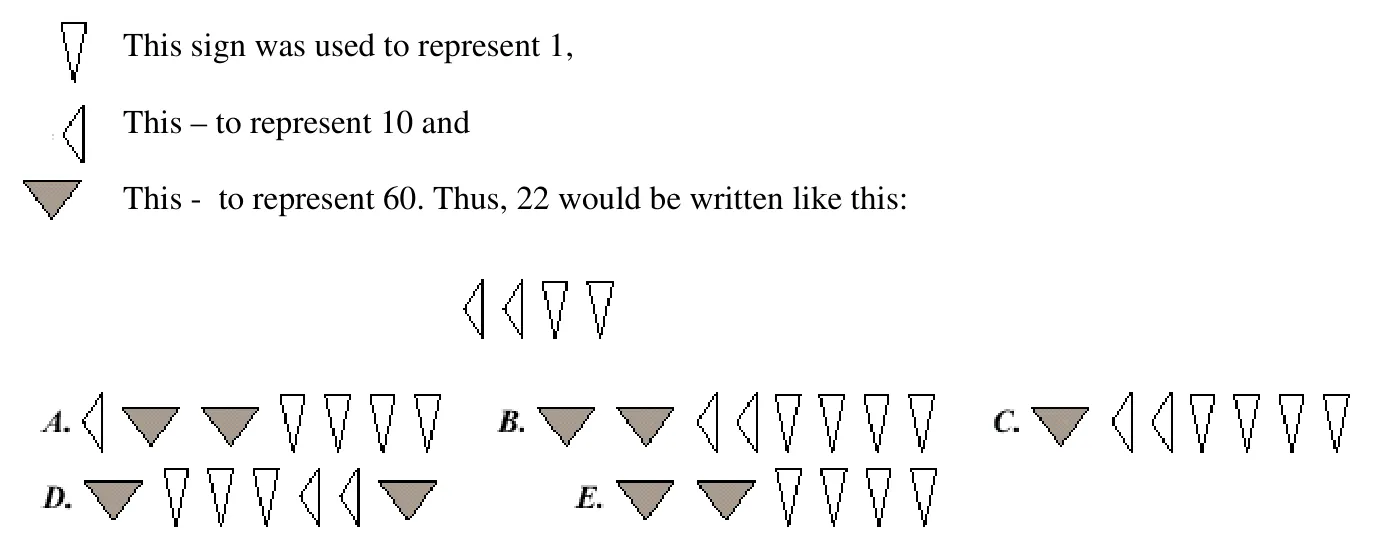 This sign was used to represent 1,
This – to represent 10 and
This - to represent 60. Thus, 22 would be written like this:
A. B. C.
D. E.